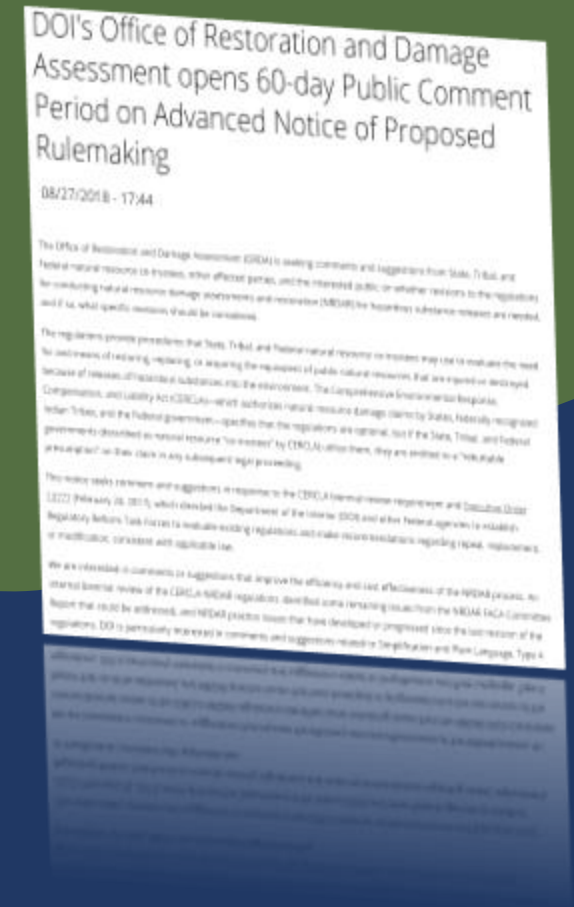 DOI's Office of Restoration and Damage
Assessment opens 60-day Public Comment
Period on Advanced Notice of Proposed
Rulemaking
08/27/2018 - 17:44
The Office of Restoration and Damage Assessment (ORDA) is seeking comments and suggestions from State, Tribal, and
Federal natural resource co-trustees, other affected parties, and the interested public on whether revisions to the regulations
for conducting natural resource damage assessments and restoration (NRDAR) for hazardous substance releases are needed,
and if so, what specific revisions should be considered.
The regulations provide procedures that State, Tribal, and Federal natural resource co-trustees may use to evaluate the need
for and means of restoring, replacing, or acquiring the equivalent of public natural resources that are injured or destroyed
because of releases of hazardous substances into the environment. The Comprehensive Environmental Response,
Compensation, and Liability Act (CERCLA)—which authorizes natural resource damage claims by States, federally recognized
Indian Tribes, and the Federal government—specifies that the regulations are optional, but if the State, Tribal, and Federal
governments (described as natural resource "co-trustees" by CERCLA) utilize them, they are entitled to a "rebuttable
presumption" on their claim in any subsequent legal proceeding.
This notice seeks comment and suggestions in response to the CERCLA biennial review requirement and Executive Order
(February 24, 2017), which directed the Department of the Interior (DOI) and other Federal agencies to establish
Regulatory Reform Task Forces to evaluate existing regulations and make recommendations regarding repeal, replacement,
or modification, consistent with applicable law.
We are interested in comments or suggestions that improve the efficiency and cost effectiveness of the NRDAR process. An
internal biennial review of the CERCLA NRDAR regulations identified some remaining issues from the NRDAR FACA Committee
Report that could be addressed, and NRDAR practice issues that have developed or progressed since the last revision of the
regulations. DOI is particularly interested in comments and suggestions related to Simplification and Plain Language, Type A